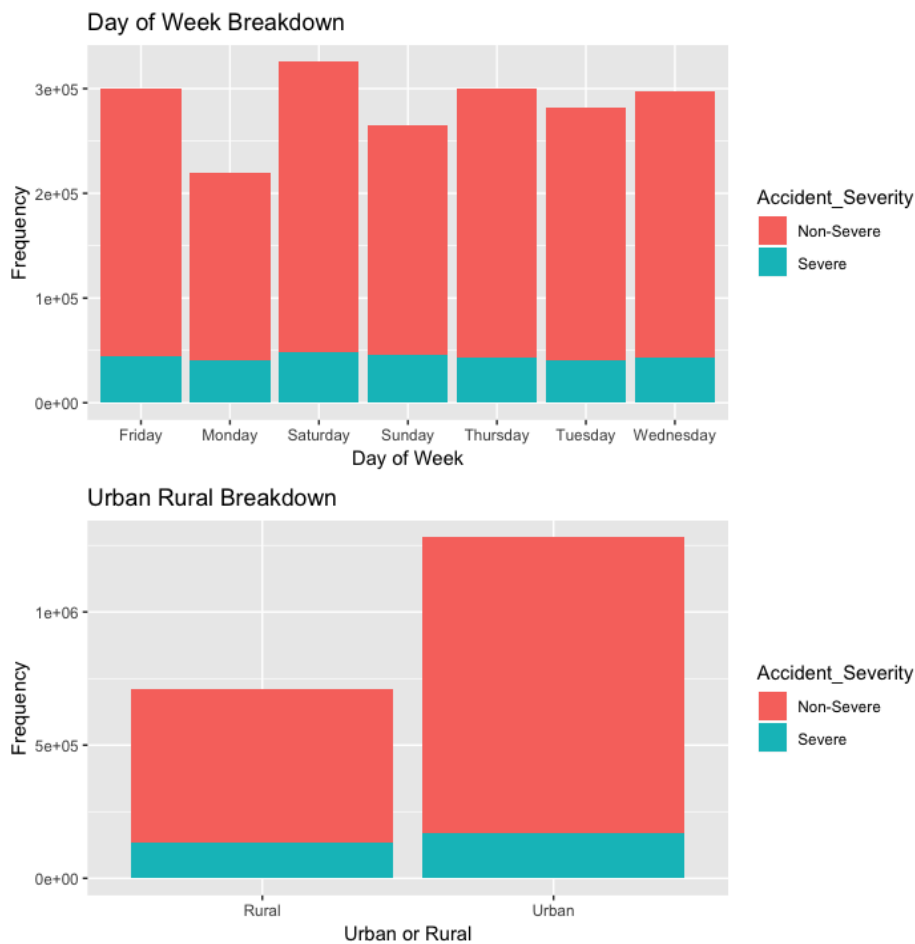 Day of Week Breakdown
3e+05
2e+05
1e+05
0e+00
Frequency
Friday Monday Saturday Sunday Thursday Tuesday Wednesday
Day of Week
Accident_Severity
Non-Severe
Severe
Urban Rural Breakdown
1e+06
5e+05
0e+00
Frequency
Rural Urban
Urban or Rural
Accident_Severity
Non-Severe
Severe